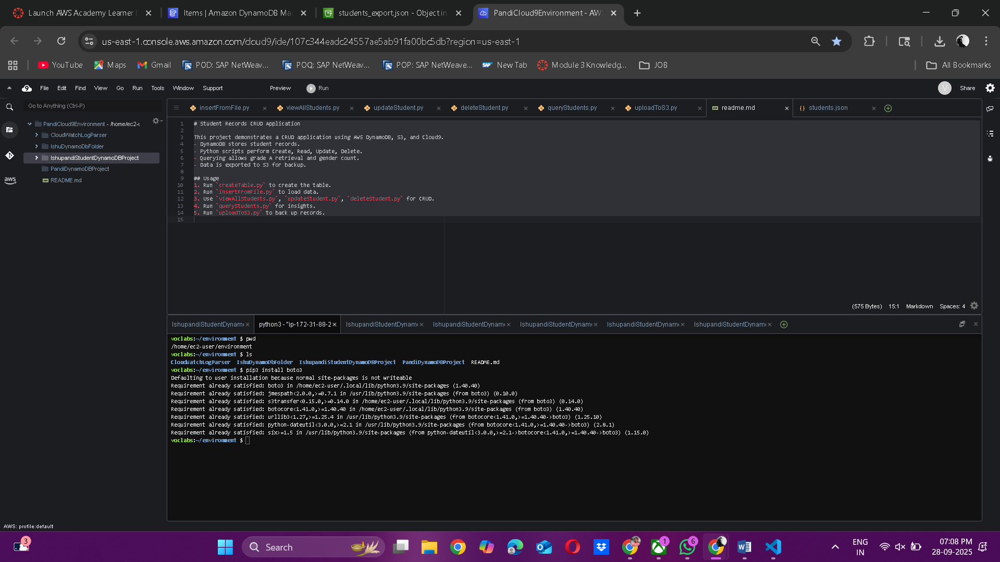 Launch AWS Academy Learner L
Items | Amazon DynamoDB Ma
students_export.json - Object in
PandiCloud9Environment - AWS
us-east-1.console.aws.amazon.com/cloud9/ide/107c344eadc24557ae5ab91fa00bc5db?region=us-east-1
YouTube Maps Gmail POD: SAP NetWeav... POQ: SAP NetWeav... POP: SAP NetWeave... SAP New Tab Module 3 Knowledg... JOB All Bookmarks
9 File Edit Find View Go Run Tools Window Support Preview Run V Share
Go to Anything (Ctrl-P)
PandiCloud9Environment - /home/ec2-u
CloudWatchLogParser
IshuDynamoDbFolder
IshupandiStudentDynamoDBProject
PandiDynamoDBProject
README.md
aws
insertFromFile.py viewAllStudents.py updateStudent.py deleteStudent.py queryStudents.py uploadToS3.py readme.md students.json
1 # Student Records CRUD Application
2
3 This project demonstrates a CRUD application using AWS DynamoDB, S3, and Cloud9.
4 - DynamoDB stores student records.
5 - Python scripts perform Create, Read, Update, Delete.
6 - Querying allows grade A retrieval and gender count.
7 - Data is exported to S3 for backup.
8
9 ## Usage
10 1. Run `createTable.py` to create the table.
11 2. Run `insertFromFile.py` to load data.
12 3. Use `viewAllStudents.py`, `updateStudent.py`, `deleteStudent.py` for CRUD.
13 4. Run `queryStudents.py` for insights.
14 5. Run `uploadToS3.py` to back up records.
15
(575 Bytes) 15:1 Markdown Spaces: 4
IshupandiStudentDynam python3 - "ip-172-31-88-2 IshupandiStudentDynam IshupandiStudentDynam IshupandiStudentDynam IshupandiStudentDynam IshupandiStudentDynam
voclabs:~/environment $ pwd
/home/ec2-user/environment
voclabs:~/environment $ ls
CloudWatchLogParser IshuDynamoDbFolder IshupandiStudentDynamoDBProject PandiDynamoDBProject README.md
voclabs:~/environment $ pip3 install boto3
Defaulting to user installation because normal site-packages is not writeable
Requirement already satisfied: boto3 in /home/ec2-user/.local/lib/python3.9/site-packages (1.40.40)
Requirement already satisfied: jmespath<2.0.0,>=0.7.1 in /usr/lib/python3.9/site-packages (from boto3) (0.10.0)
Requirement already satisfied: s3transfer<0.15.0,>=0.14.0 in /home/ec2-user/.local/lib/python3.9/site-packages (from boto3) (0.14.0)
Requirement already satisfied: botocore<1.41.0,>=1.40.40 in /home/ec2-user/.local/lib/python3.9/site-packages (from boto3) (1.40.40)
Requirement already satisfied: urllib3<1.27,>=1.25.4 in /usr/lib/python3.9/site-packages (from botocore<1.41.0,>=1.40.40->boto3) (1.25.10)
Requirement already satisfied: python-dateutil<3.0.0,>=2.1 in /usr/lib/python3.9/site-packages (from botocore<1.41.0,>=1.40.40->boto3) (2.8.1)
Requirement already satisfied: six>=1.5 in /usr/lib/python3.9/site-packages (from python-dateutil<3.0.0,>=2.1->botocore<1.41.0,>=1.40.40->boto3) (1.15.0)
voclabs:~/environment $
AWS: profile:default
3 Search 1 6 ENG IN 07:08 PM
28-09-2025